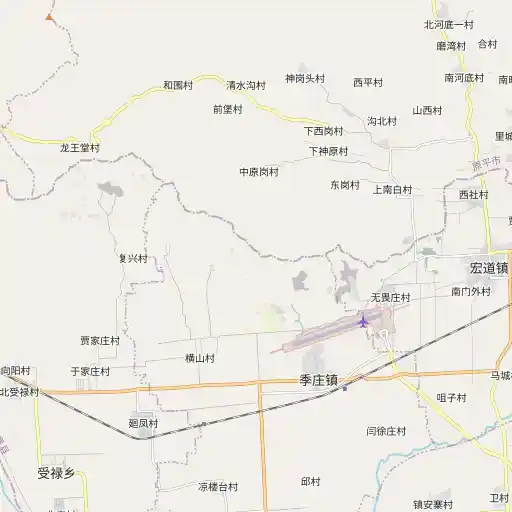 北河底一村
磨湾村
合村
神岗头村
西平村
南河底村
和围村
清水沟村
前堡村
山西村
沟北村
下西岗村
龙王堂村
下神原村
原平市
中原岗村
东岗村
上南白村
西社村
复兴村
宏道镇
无畏庄村
南门外村
贾家庄村
横山村
向阳村
于家庄村
季庄镇
北受禄村
咀子村
廻凤村
闫徐庄村
受禄乡
邱村
凉楼台村
镇安寨村
卫村